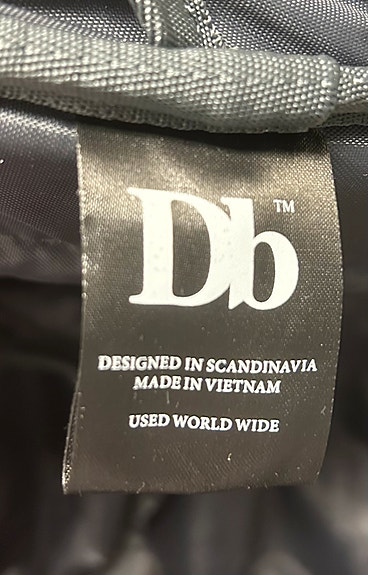 Db™
DESIGNED IN SCANDINAVIA
MADE IN VIETNAM
USED WORLD WIDE